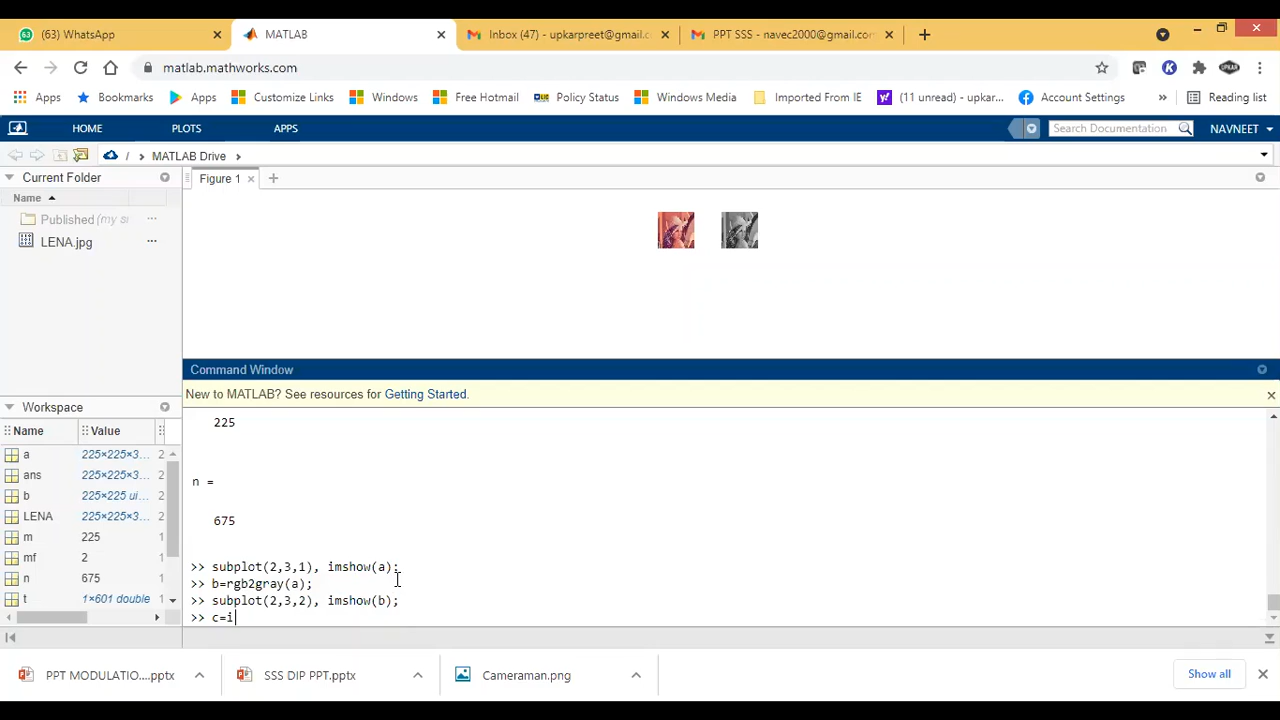 (63) WhatsApp
MATLAB
Inbox (47) - upkarpreet@gmail.c
PPT SSS - navec2000@gmail.com
matlab.mathworks.com
Apps
Bookmarks
Apps
Customize Links
Windows
Free Hotmail
Policy Status
Windows Media
Imported From IE
(11 unread) - upkar...
Account Settings
»
Reading list
HOME
PLOTS
APPS
Search Documentation
NAVNEET
/ MATLAB Drive
Current Folder
Figure 1
Name
Published (my si
LENA.jpg
Command Window
New to MATLAB? See resources for Getting Started.
Workspace
Name Value
a 225×225×3... 2
ans 225×225×3... 2
b 225×225 ui... 2
LENA 225×225×3... 2
m 225 1
mf 2 1
n 675 1
t 1×601 double 1
225
n =
675
>> subplot(2,3,1), imshow(a);
>> b=rgb2gray(a);
>> subplot(2,3,2), imshow(b);
>> c=i
PPT MODULATIO....pptx
SSS DIP PPT.pptx
Cameraman.png
Show all